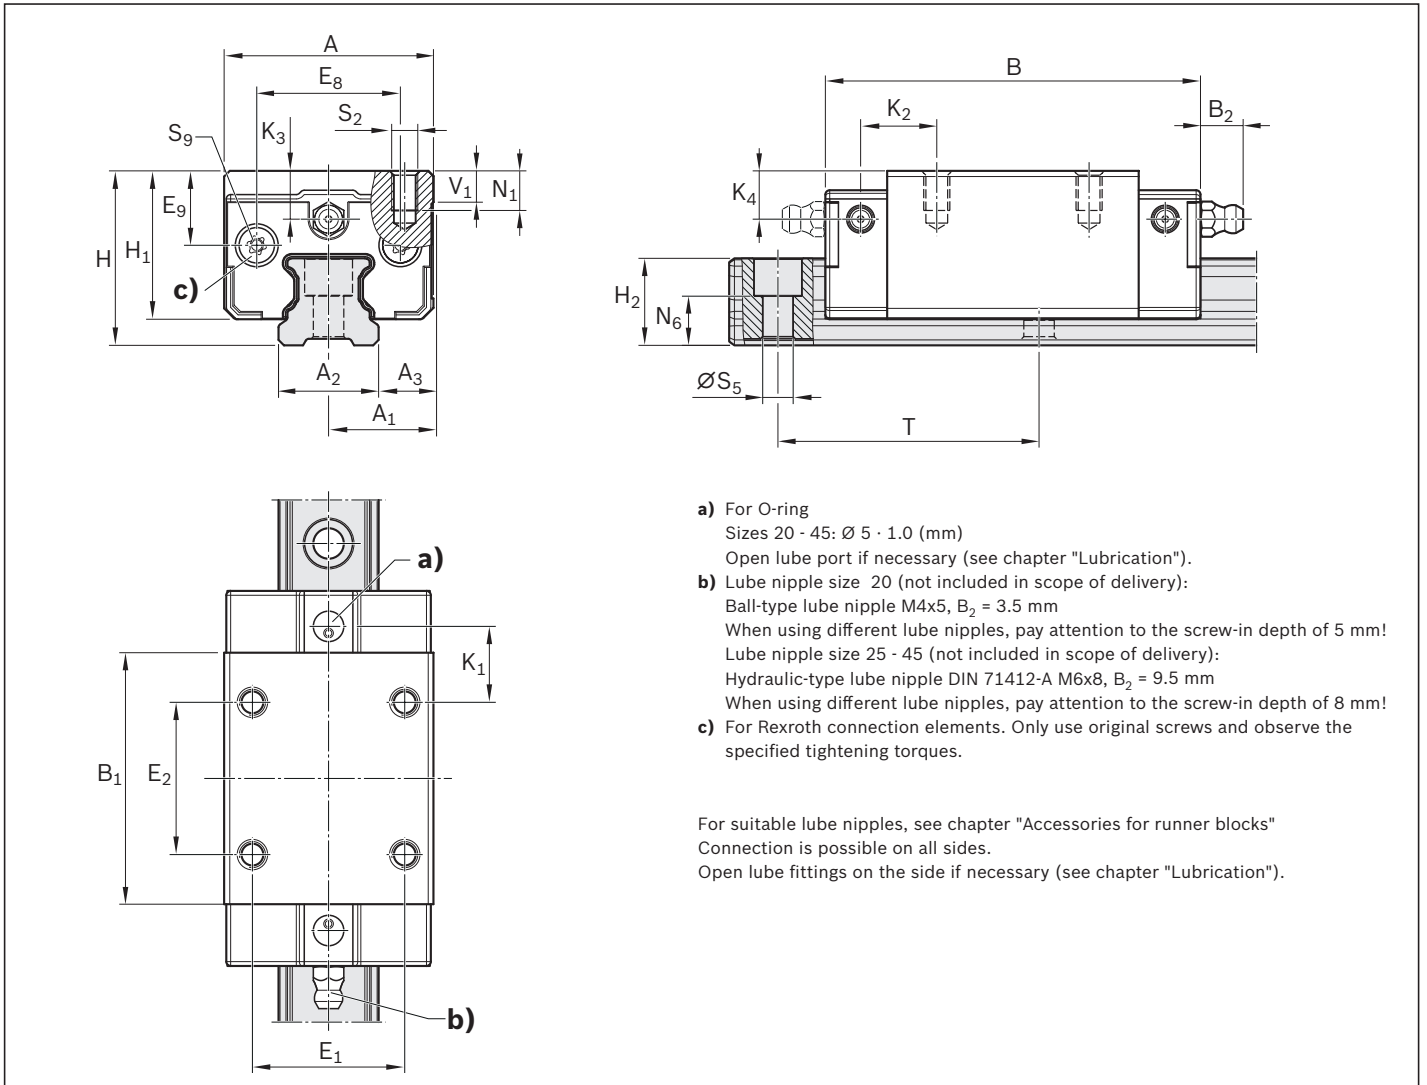 A
E8
S2
K3
S9
V1
N1
E9
H
H1
c)
A2
A3
A1
B
K2
B2
K4
H2
N6
ØS5
T
a)
K1
B1
E2
b)
E1
a) For O-ring
Sizes 20 - 45: Ø 5 · 1.0 (mm)
Open lube port if necessary (see chapter "Lubrication").
b) Lube nipple size 20 (not included in scope of delivery):
Ball-type lube nipple M4x5, B2 = 3.5 mm
When using different lube nipples, pay attention to the screw-in depth of 5 mm!
Lube nipple size 25 - 45 (not included in scope of delivery):
Hydraulic-type lube nipple DIN 71412-A M6x8, B2 = 9.5 mm
When using different lube nipples, pay attention to the screw-in depth of 8 mm!
c) For Rexroth connection elements. Only use original screws and observe the
specified tightening torques.
For suitable lube nipples, see chapter "Accessories for runner blocks"
Connection is possible on all sides.
Open lube fittings on the side if necessary (see chapter "Lubrication").